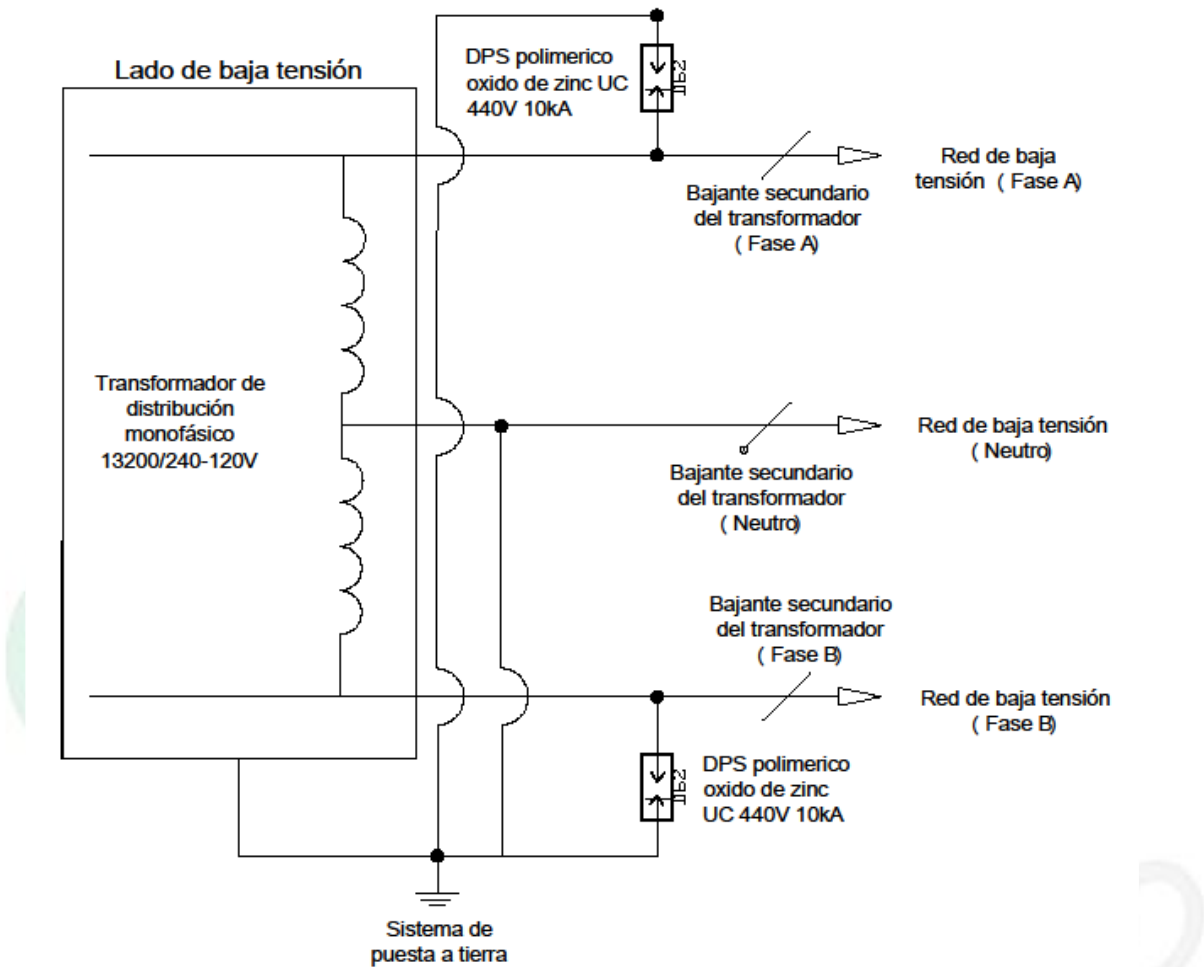 Lado de baja tensión
DPS polimerico
oxido de zinc UC
440V 10kA
Red de baja
tensión ( Fase A)
Bajante secundario
del transformador
( Fase A)
Transformador de
distribución
monofásico
13200/240-120V
Red de baja tensión
( Neutro)
Bajante secundario
del transformador
( Neutro)
Bajante secundario
del transformador
( Fase B)
Red de baja tensión
( Fase B)
DPS polimerico
oxido de zinc
UC 440V 10kA
Sistema de
puesta a tierra